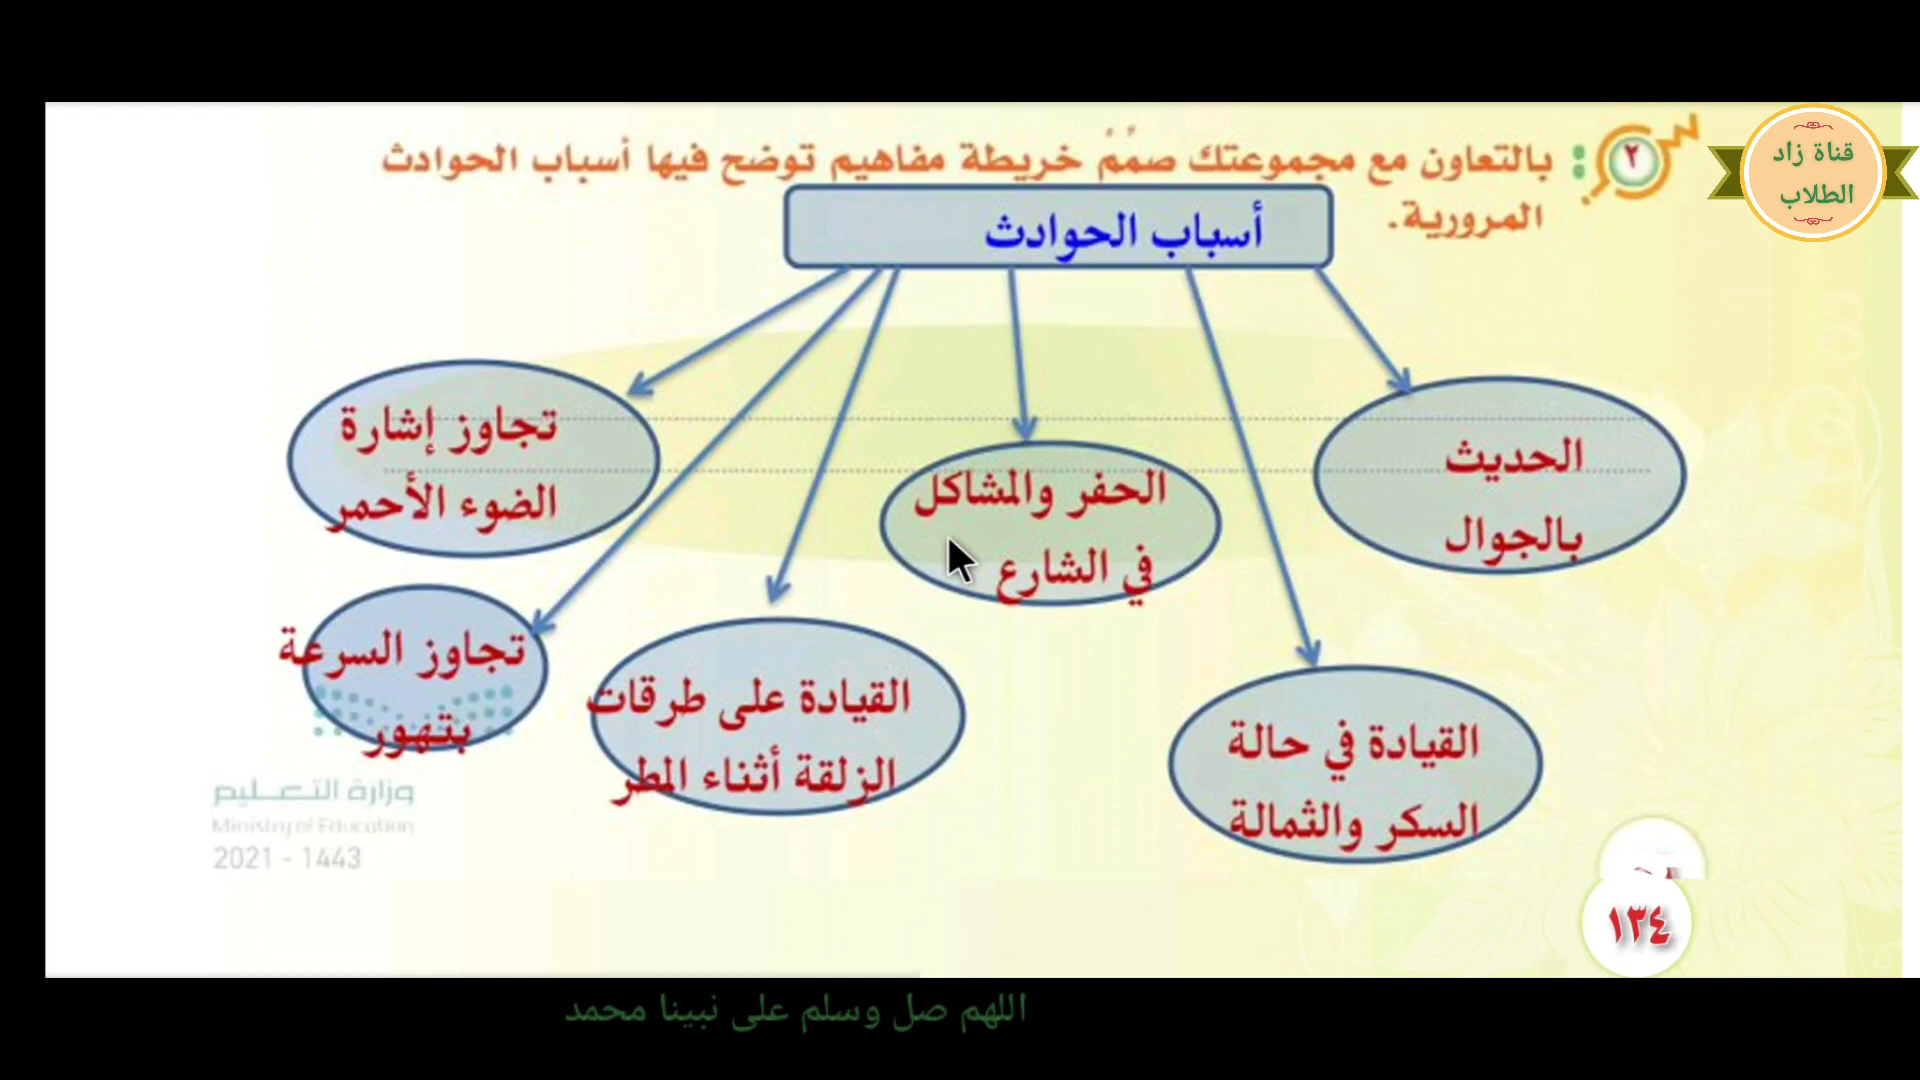 قناة زاد
الطلاب
٢
بالتعاون مع مجموعتك صمِّمْ خريطة مفاهيم توضح فيها أسباب الحوادث
المرورية.
أسباب الحوادث
الحديث
بالجوال
الحفر والمشاكل
في الشارع
تجاوز إشارة
الضوء الأحمر
القيادة في حالة
السكر والثمالة
القيادة على طرقات
الزلقة أثناء المطر
تجاوز السرعة
بتهور
وزارة التعليم
Ministry of Education
2021 - 1443
١٣٤
اللهم صل وسلم على نبينا محمد